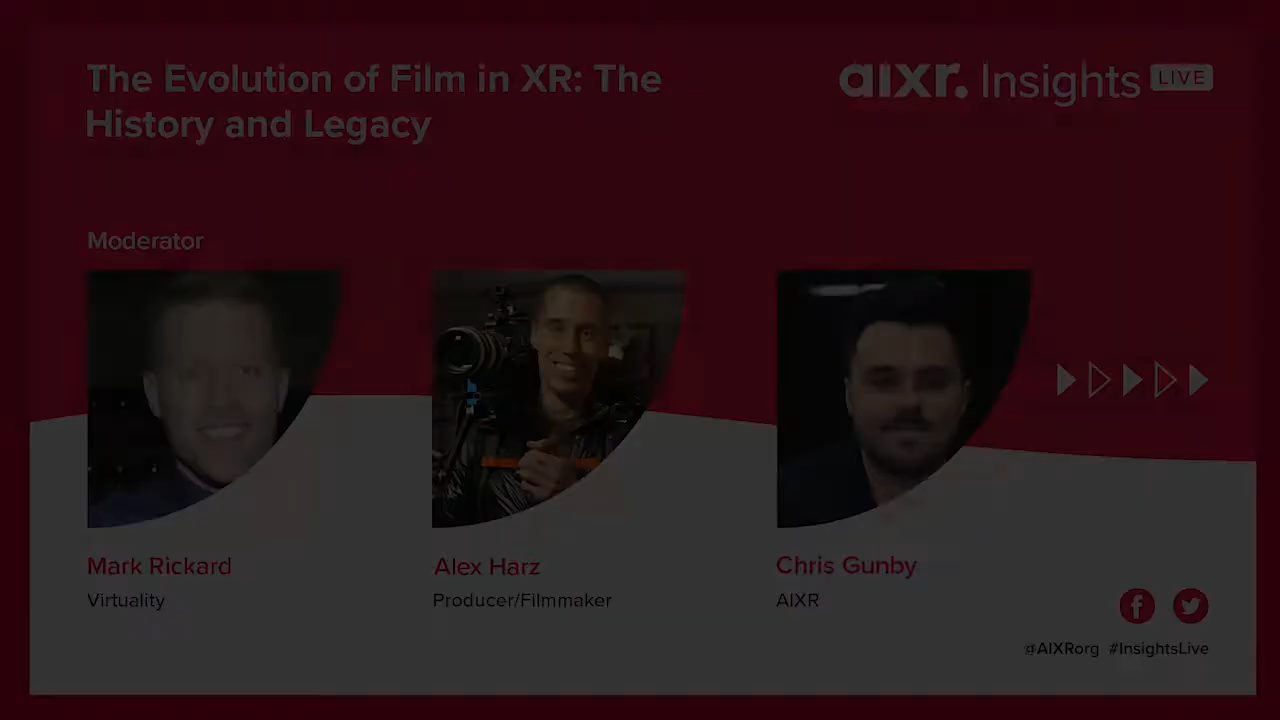 The Evolution of Film in XR: The
History and Legacy
aixr. Insights LIVE
Moderator
Mark Rickard
Virtuality
Alex Harz
Producer/Filmmaker
Chris Gunby
AIXR
@AIXRorg #InsightsLive